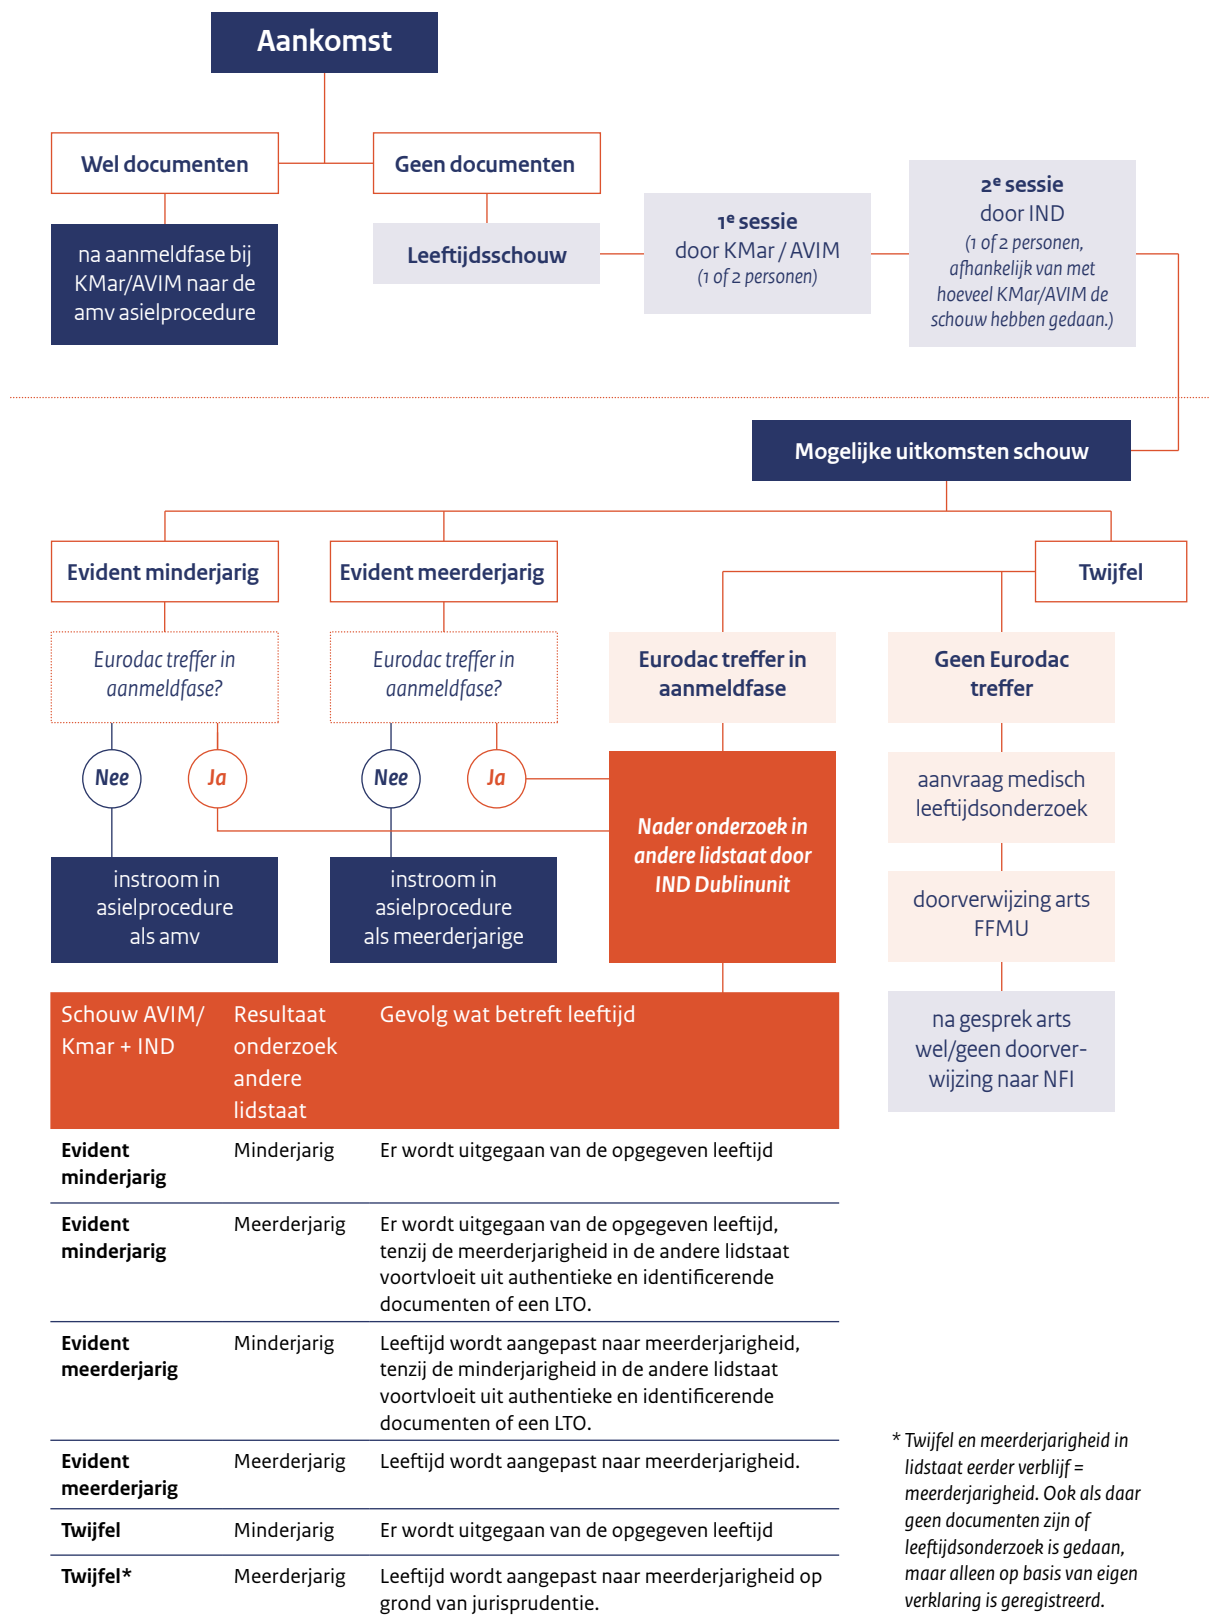 Aankomst
Wel documenten
Geen documenten
na aanmeldfase bij
KMar/AVIM naar de
amv asielprocedure
Leeftijdsschouw
1e sessie
door KMar / AVIM
(1 of 2 personen)
2e sessie
door IND
(1 of 2 personen,
afhankelijk van met
hoeveel KMar/AVIM de
schouw hebben gedaan.)
Mogelijke uitkomsten schouw
Evident minderjarig
Evident meerderjarig
Twijfel
Eurodac treffer in
aanmeldfase?
Eurodac treffer in
aanmeldfase?
Eurodac treffer in
aanmeldfase
Geen Eurodac
treffer
Nee
Ja
Nee
Ja
instroom in
asielprocedure
als amv
instroom in
asielprocedure
als meerderjarige
Nader onderzoek in
andere lidstaat door
IND Dublinunit
aanvraag medisch
leeftijdsonderzoek
doorverwijzing arts
FFMU
na gesprek arts
wel/geen doorver-
wijzing naar NFI
Schouw AVIM/
Kmar + IND
Resultaat
onderzoek
andere
lidstaat
Gevolg wat betreft leeftijd
Evident
minderjarig
Minderjarig
Er wordt uitgegaan van de opgegeven leeftijd
Evident
minderjarig
Meerderjarig
Er wordt uitgegaan van de opgegeven leeftijd,
tenzij de meerderjarigheid in de andere lidstaat
voortvloeit uit authentieke en identificerende
documenten of een LTO.
Evident
meerderjarig
Minderjarig
Leeftijd wordt aangepast naar meerderjarigheid,
tenzij de minderjarigheid in de andere lidstaat
voortvloeit uit authentieke en identificerende
documenten of een LTO.
Evident
meerderjarig
Meerderjarig
Leeftijd wordt aangepast naar meerderjarigheid.
Twijfel
Minderjarig
Er wordt uitgegaan van de opgegeven leeftijd
Twijfel*
Meerderjarig
Leeftijd wordt aangepast naar meerderjarigheid op
grond van jurisprudentie.
* Twijfel en meerderjarigheid in
lidstaat eerder verblijf =
meerderjarigheid. Ook als daar
geen documenten zijn of
leeftijdsonderzoek is gedaan,
maar alleen op basis van eigen
verklaring is geregistreerd.